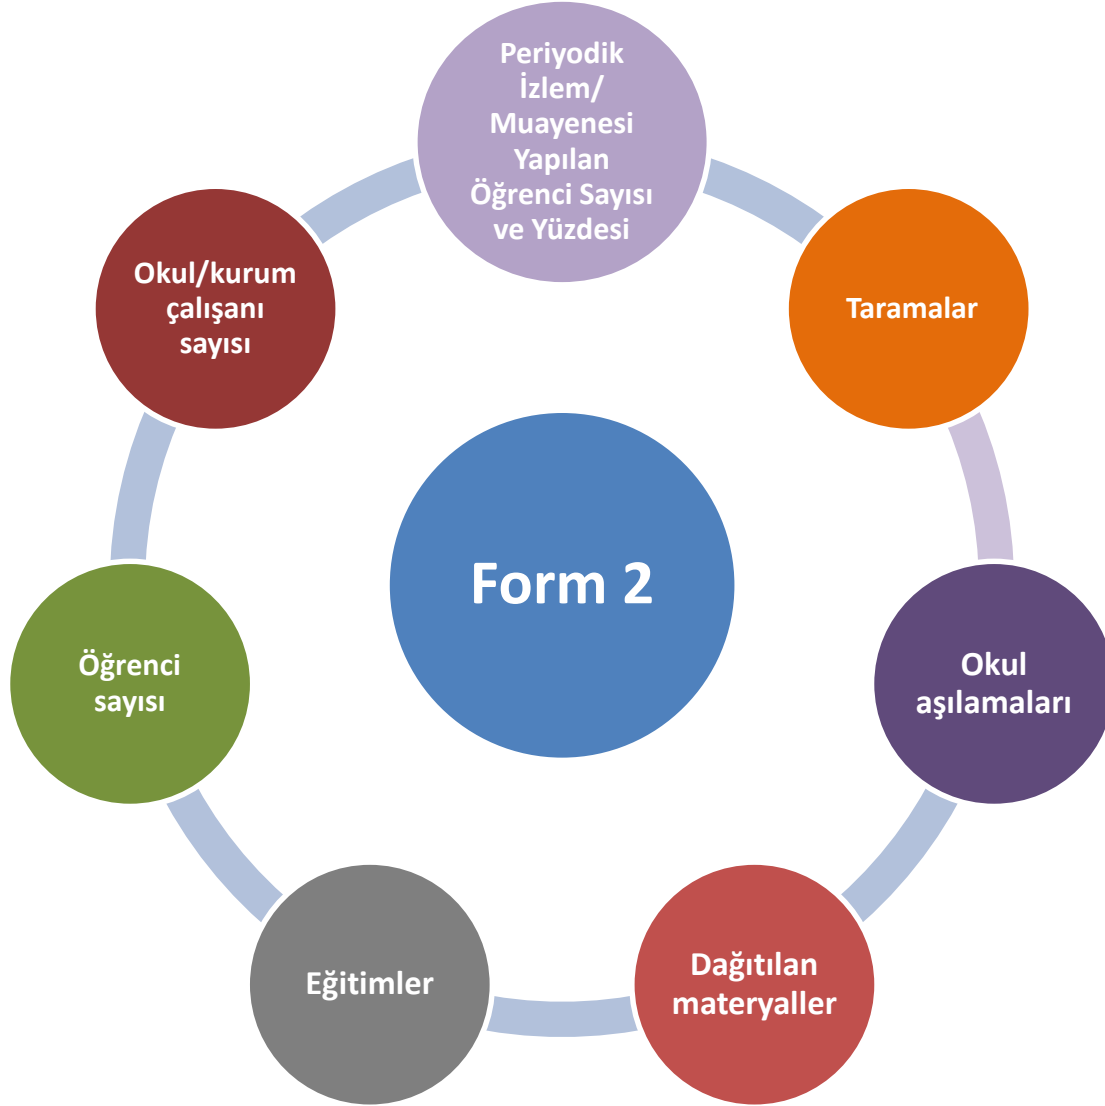 Periyodik
İzlem/
Muayenesi
Yapılan
Öğrenci Sayısı
ve Yüzdesi
Taramalar
Okul
aşılamaları
Dağıtılan
materyaller
Eğitimler
Öğrenci
sayısı
Okul/kurum
çalışanı
sayısı
Form 2